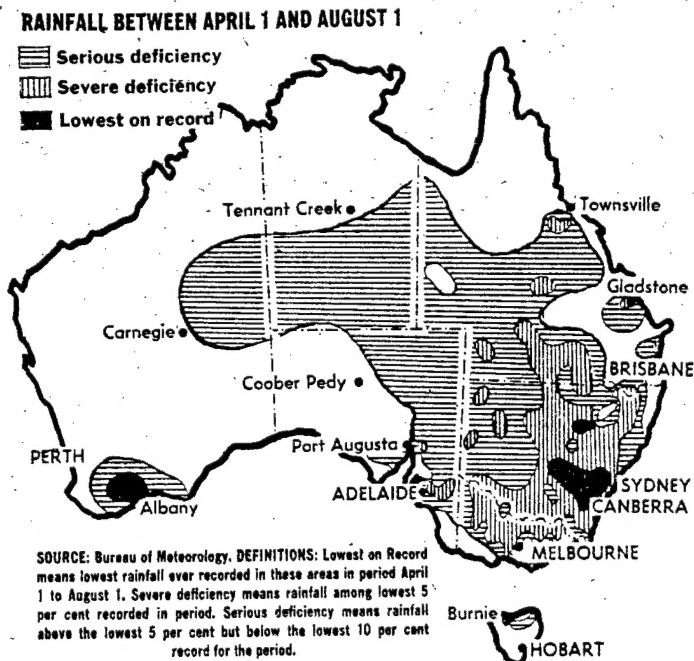 RAINFALL BETWEEN APRIL 1 AND AUGUST 1
Serious deficiency
Severe deficiency
Lowest on record
Tennant Creek
Townsville
Gladstone
Carnegie
BRISBANE
Coober Pedy
Port Augusta
PERTH
SYDNEY
ADELAIDE
CANBERRA
Albany
MELBOURNE
SOURCE: Bureau of Meteorology. DEFINITIONS: Lowest on Record
means lowest rainfall ever recorded in these areas in period April
1 to August 1. Severe deficiency means rainfall among lowest 5
per cent recorded in period. Serious deficiency means rainfall
above the lowest 5 per cent but below the lowest 10 per cent
record for the period.
Burnie
HOBART